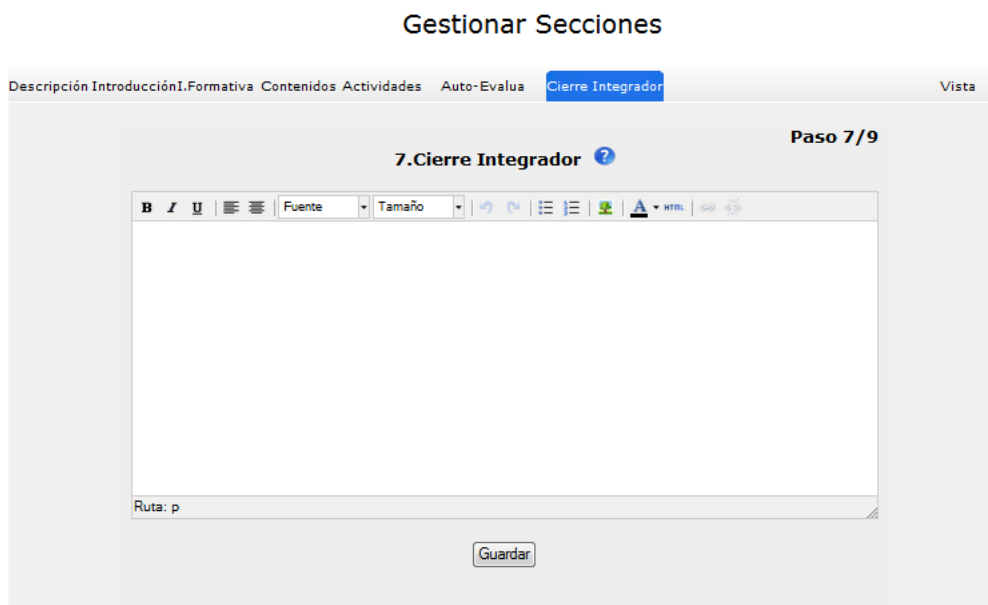 Gestionar Secciones
Descripción IntroducciónI.Formativa Contenidos Actividades Auto-Evalua Cierre Integrador Vista
Paso 7/9
7.Cierre Integrador ?
B I U Fuente Tamaño A HTML
Ruta: p
Guardar